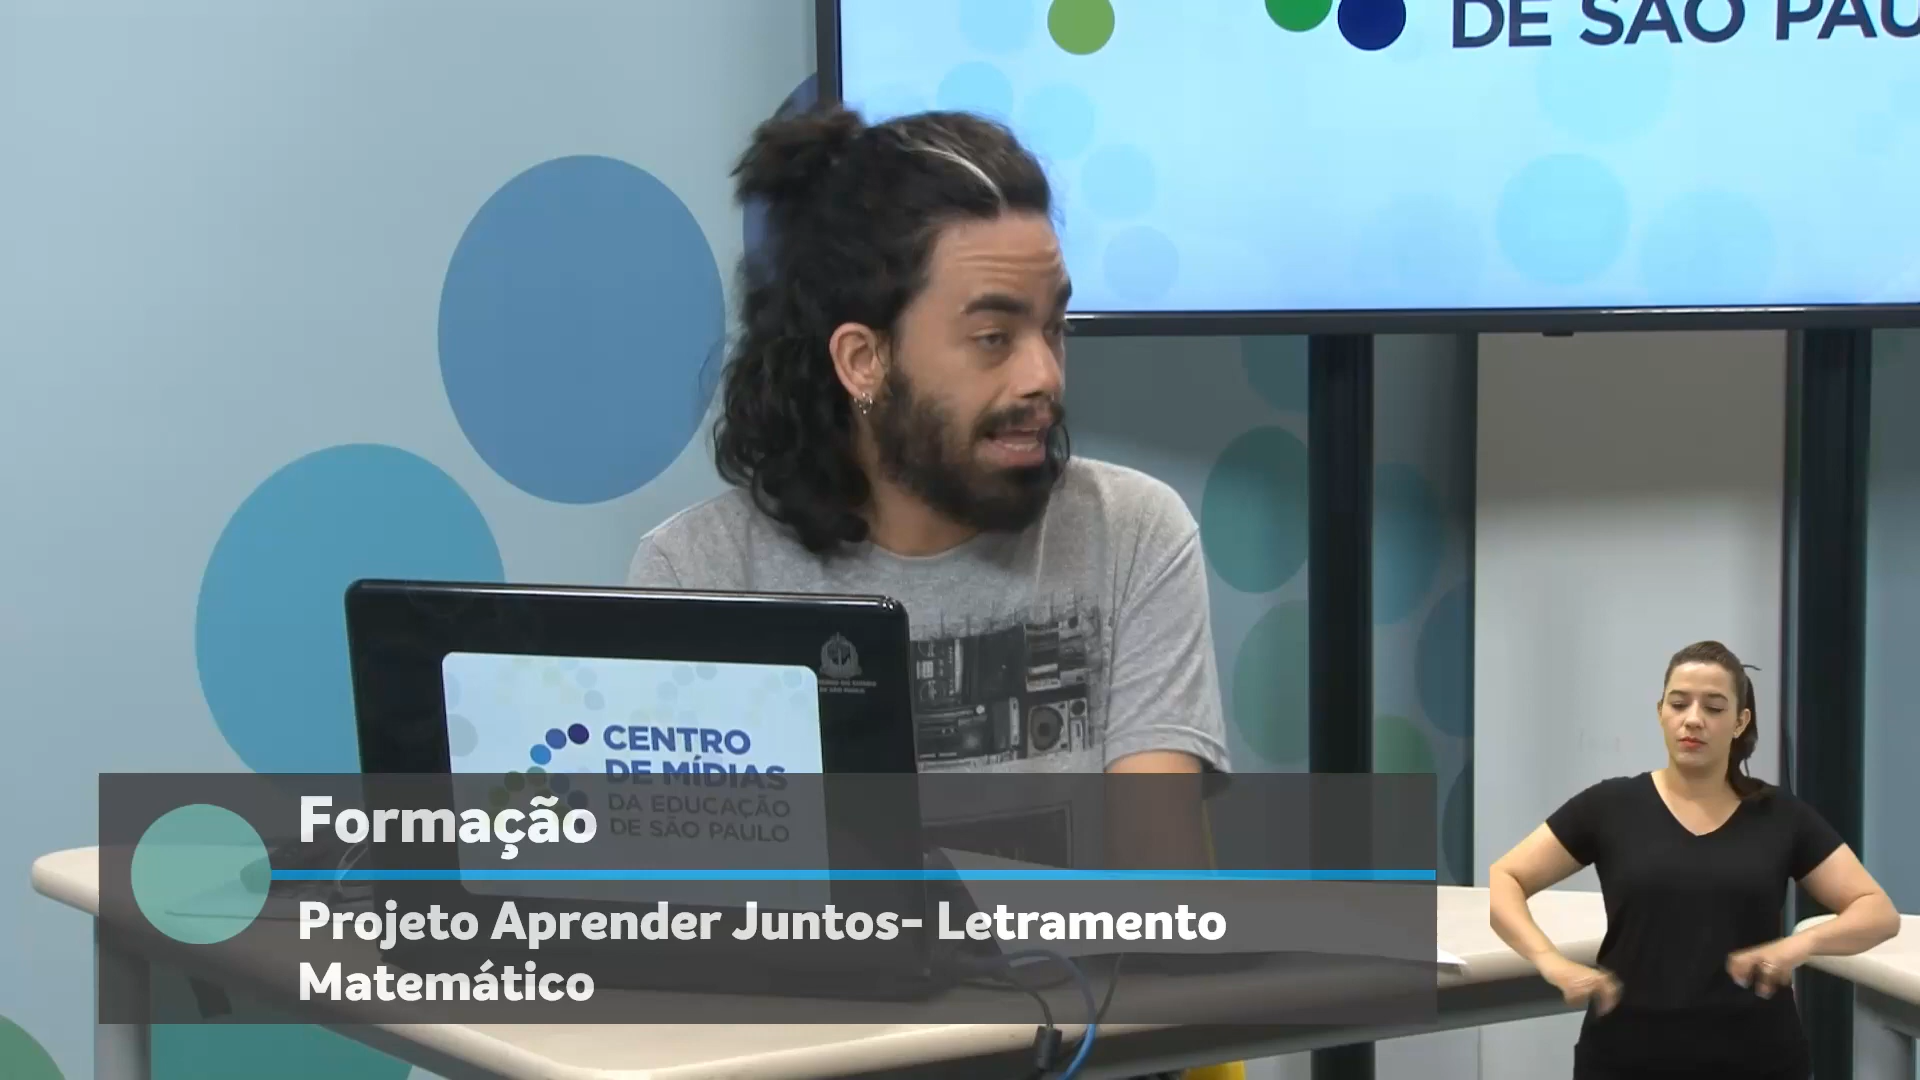 DE SÃO PAU
CENTRO
DE MÍDIAS
DA EDUCAÇÃO
DE SÃO PAULO
Formação
Projeto Aprender Juntos- Letramento
Matemático